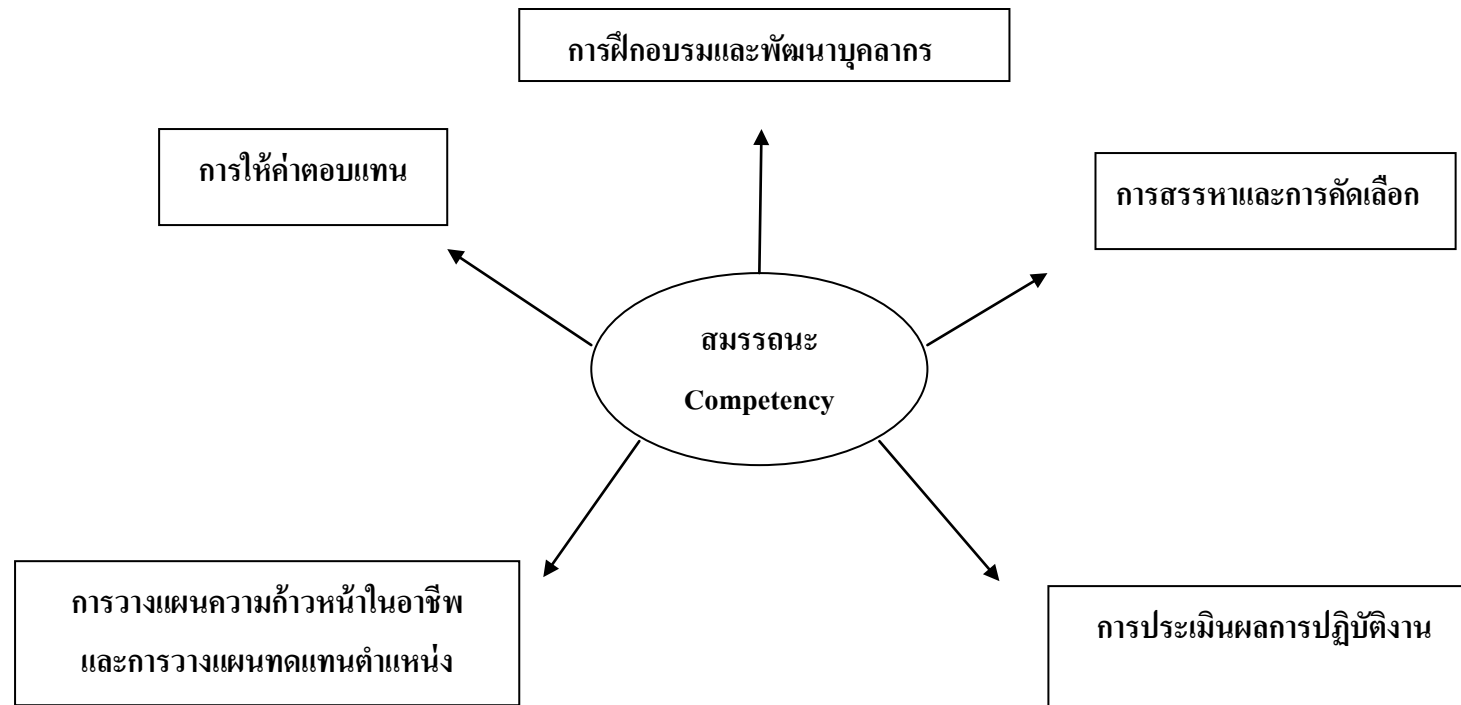 การฝึกอบรมและพัฒนาบุคลากร
การให้ค่าตอบแทน
การสรรหาและการคัดเลือก
สมรรถนะ
Competency
การวางแผนความก้าวหน้าในอาชีพ
และการวางแผนทดแทนตำแหน่ง
การประเมินผลการปฏิบัติงาน